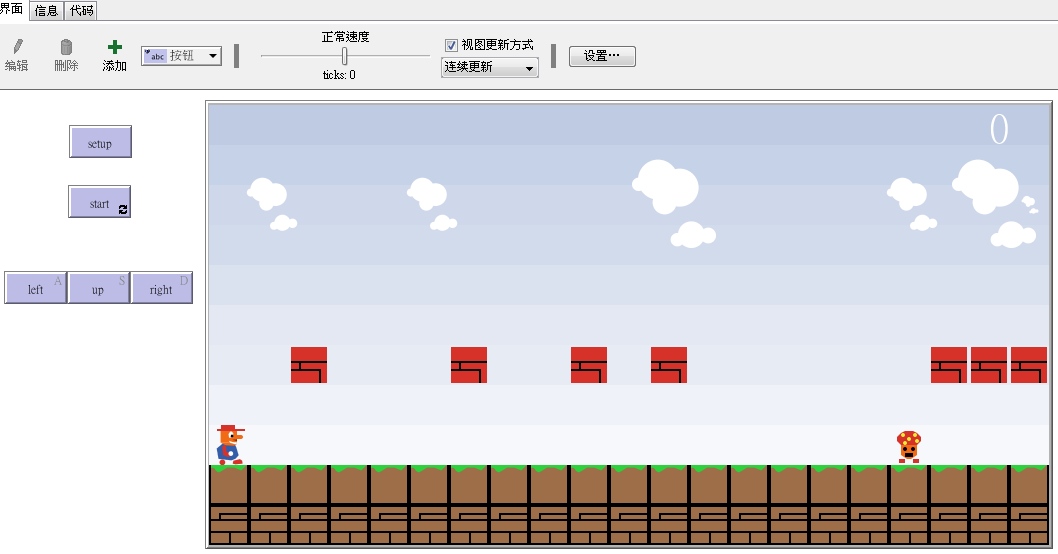 界面 信息 代码
编辑 删除 添加 abc 按钮
正常速度
ticks: 0
视图更新方式
连续更新
设置…
0
setup
start
left A up S right D